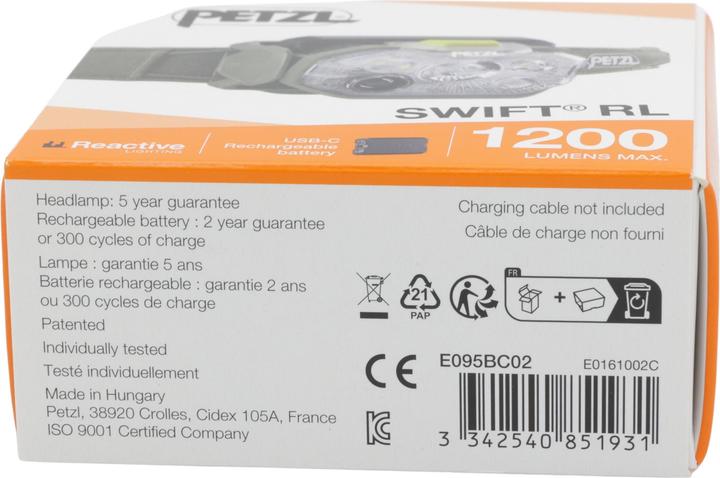 PETZL
PETZL
SWIFT® RL
Reactive
LIGHTING
USB-C
Rechargeable
battery
1200
LUMENS MAX.
Headlamp: 5 year guarantee
Rechargeable battery : 2 year guarantee
or 300 cycles of charge
Lampe : garantie 5 ans
Batterie rechargeable : garantie 2 ans
ou 300 cycles de charge
Patented
Individually tested
Testé individuellement
Made in Hungary
Petzl, 38920 Crolles, Cidex 105A, France
ISO 9001 Certified Company
Charging cable not included
Câble de charge non fourni
21
PAP
FR
+
CE
E095BC02
E0161002C
3 342540 851931